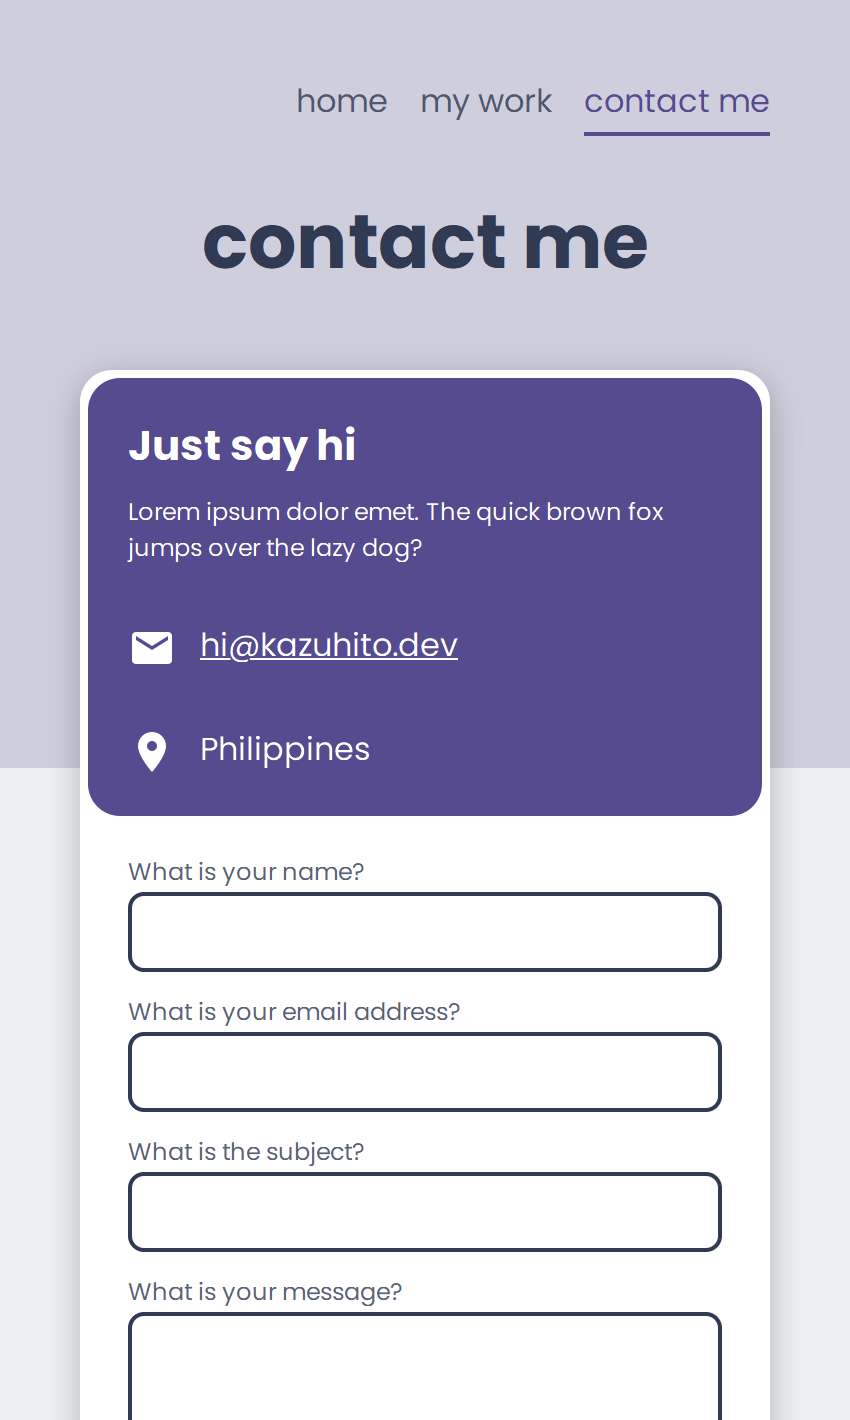 home my work contact me
contact me
Just say hi
Lorem ipsum dolor emet. The quick brown fox
jumps over the lazy dog?
hi@kazuhito.dev
Philippines
What is your name?
What is your email address?
What is the subject?
What is your message?